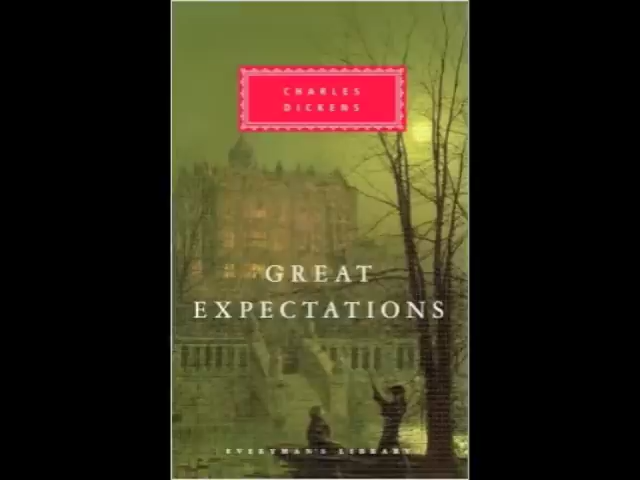 CHARLES
DICKENS
GREAT
EXPECTATIONS
EVERYMAN'S LIBRARY